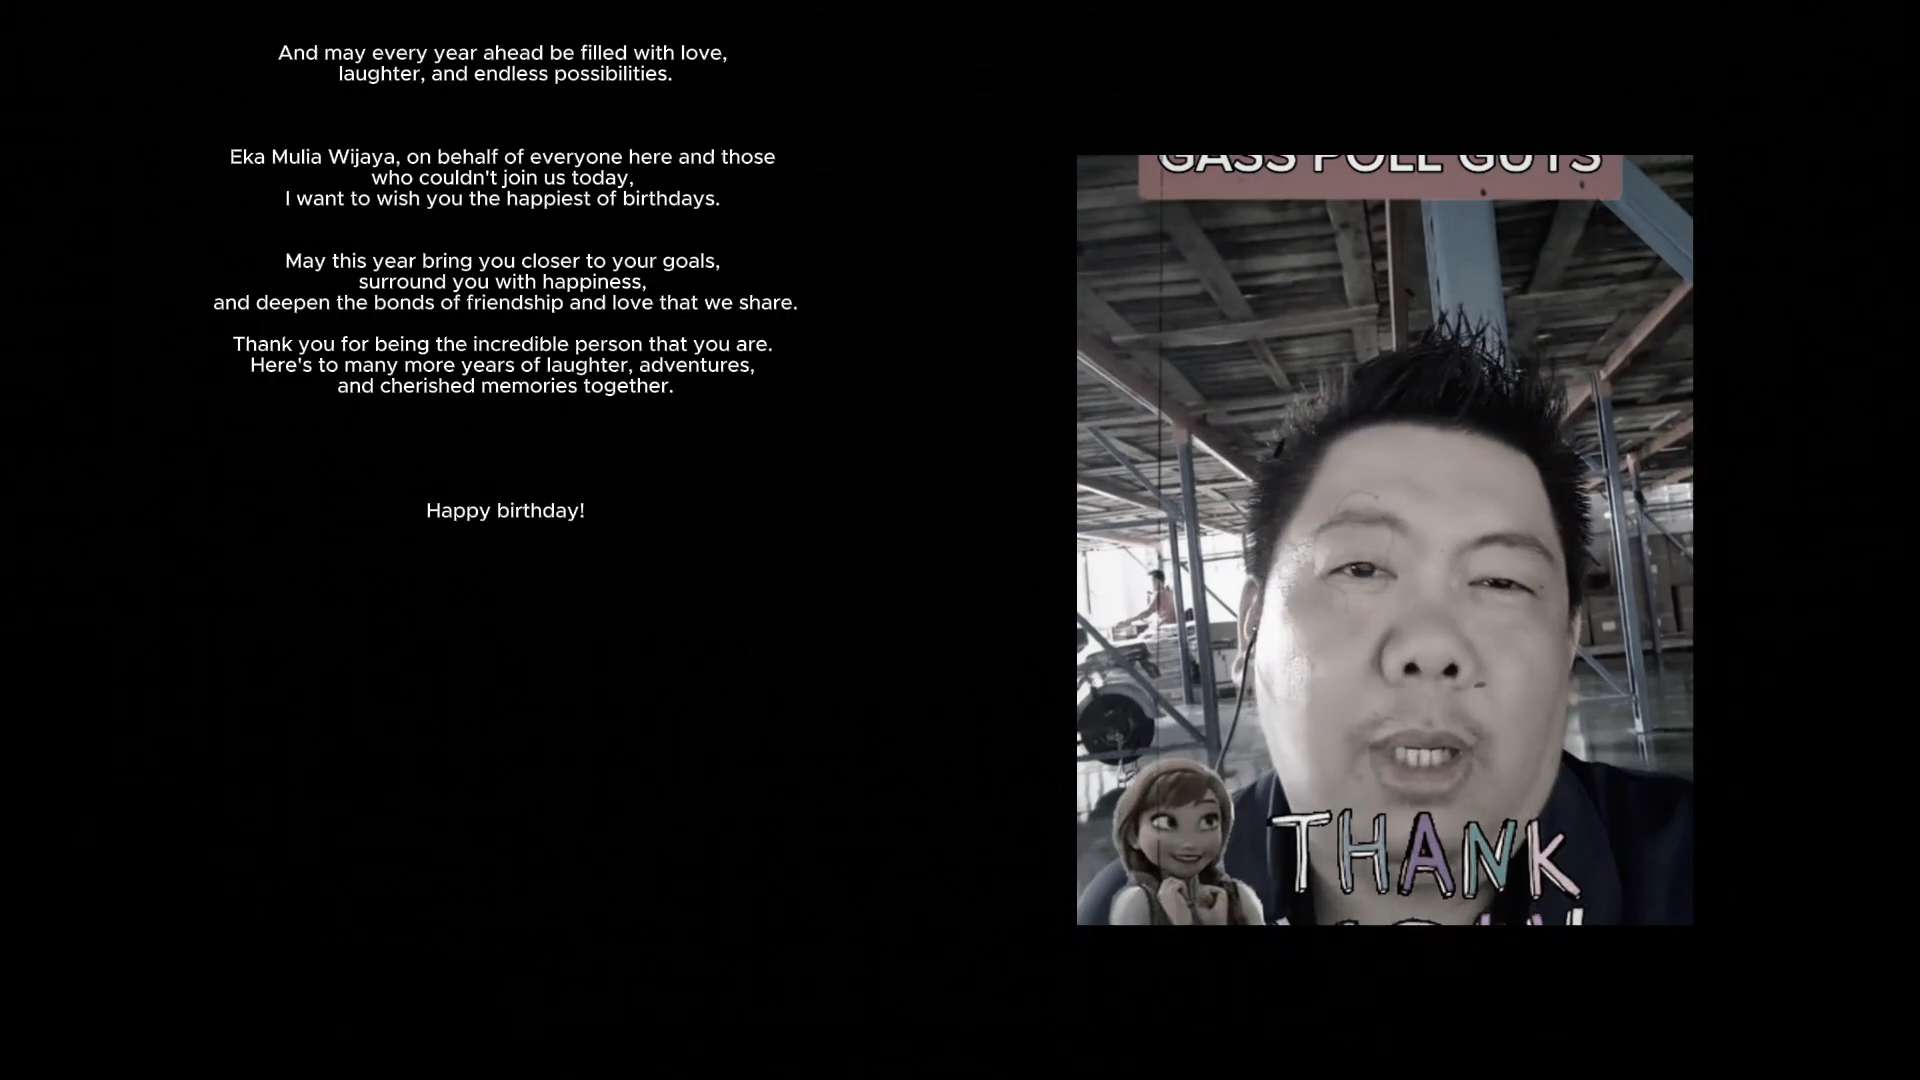 And may every year ahead be filled with love,
laughter, and endless possibilities.
Eka Mulia Wijaya, on behalf of everyone here and those
who couldn't join us today,
I want to wish you the happiest of birthdays.
May this year bring you closer to your goals,
surround you with happiness,
and deepen the bonds of friendship and love that we share.
Thank you for being the incredible person that you are.
Here's to many more years of laughter, adventures,
and cherished memories together.
Happy birthday!
GASS POLL GUYS
THANK